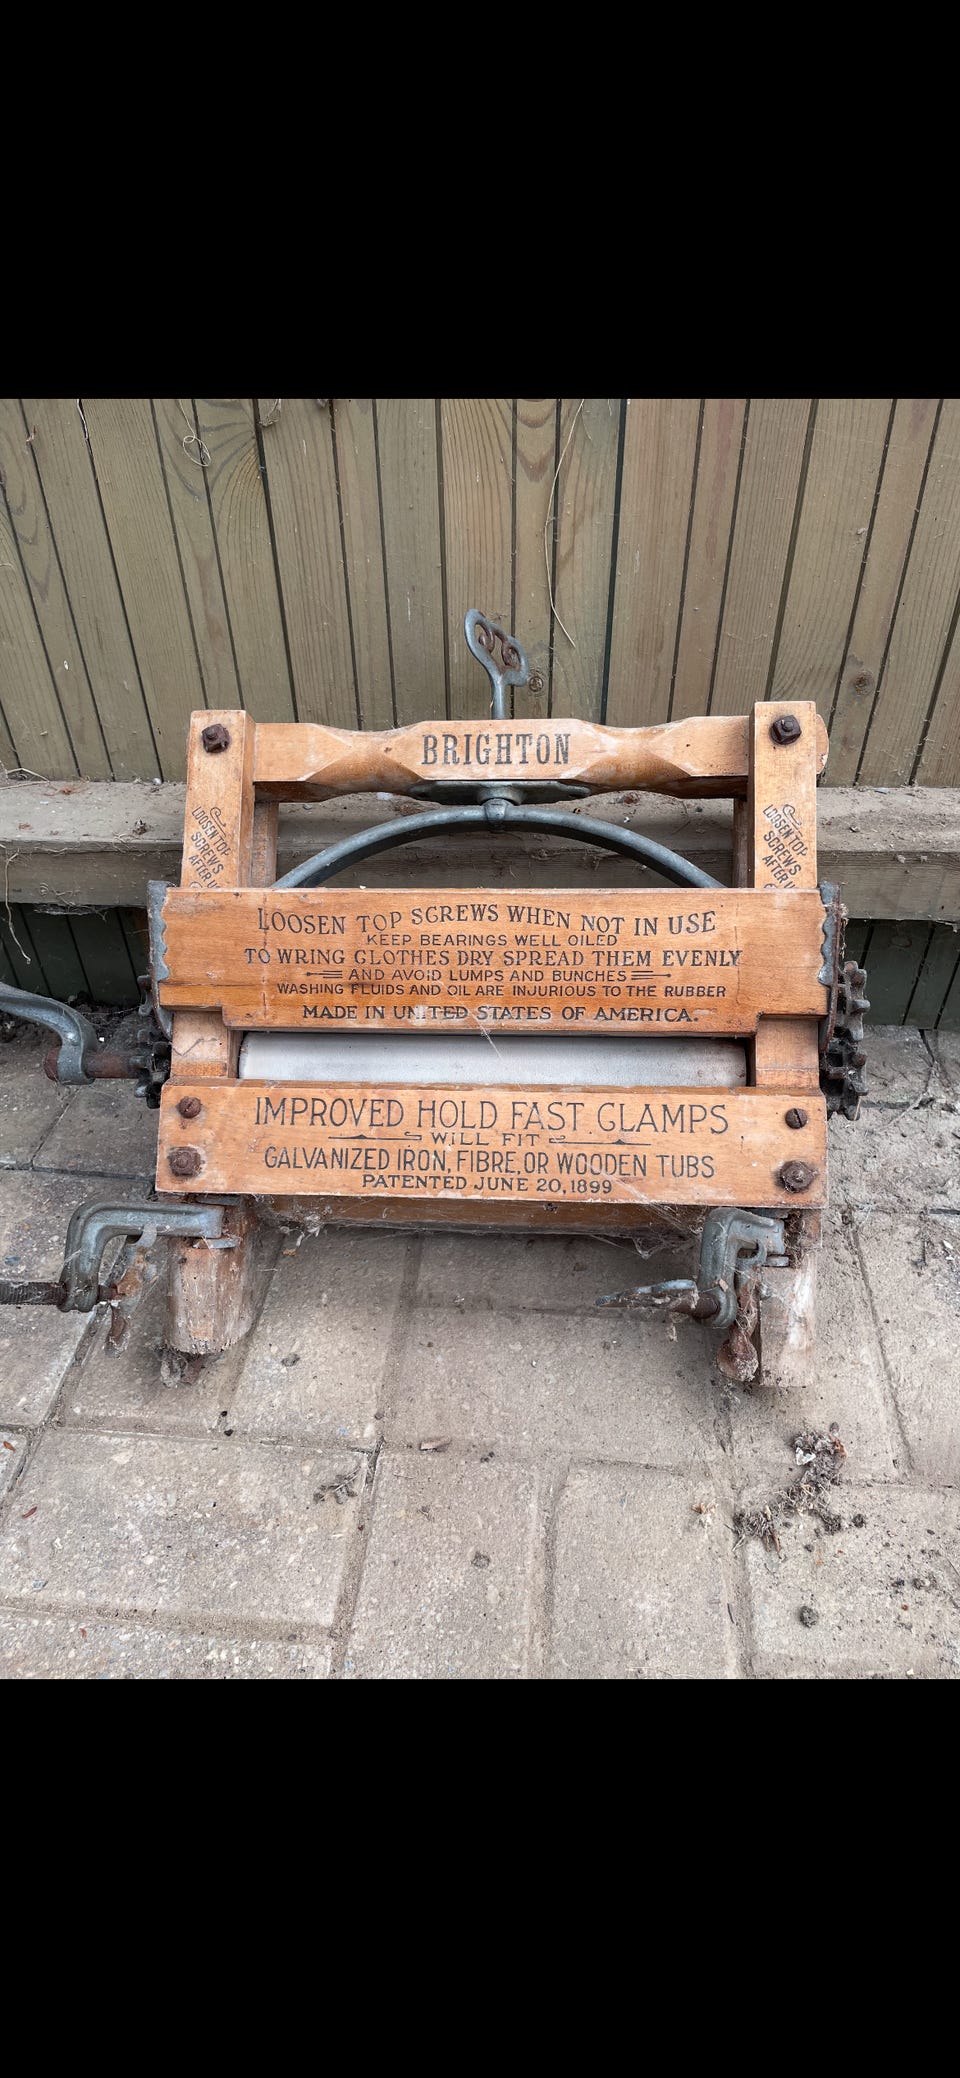 BRIGHTON
LOOSEN TOP
SCREWS
AFTER
LOOSEN TOP
SCREWS
AFTER
LOOSEN TOP SCREWS WHEN NOT IN USE
KEEP BEARINGS WELL OILED
TO WRING CLOTHES DRY SPREAD THEM EVENLY
AND AVOID LUMPS AND BUNCHES
WASHING FLUIDS AND OIL ARE INJURIOUS TO THE RUBBER
MADE IN UNITED STATES OF AMERICA.
IMPROVED HOLD FAST CLAMPS
WILL FIT
GALVANIZED IRON, FIBRE, OR WOODEN TUBS
PATENTED JUNE 20, 1899